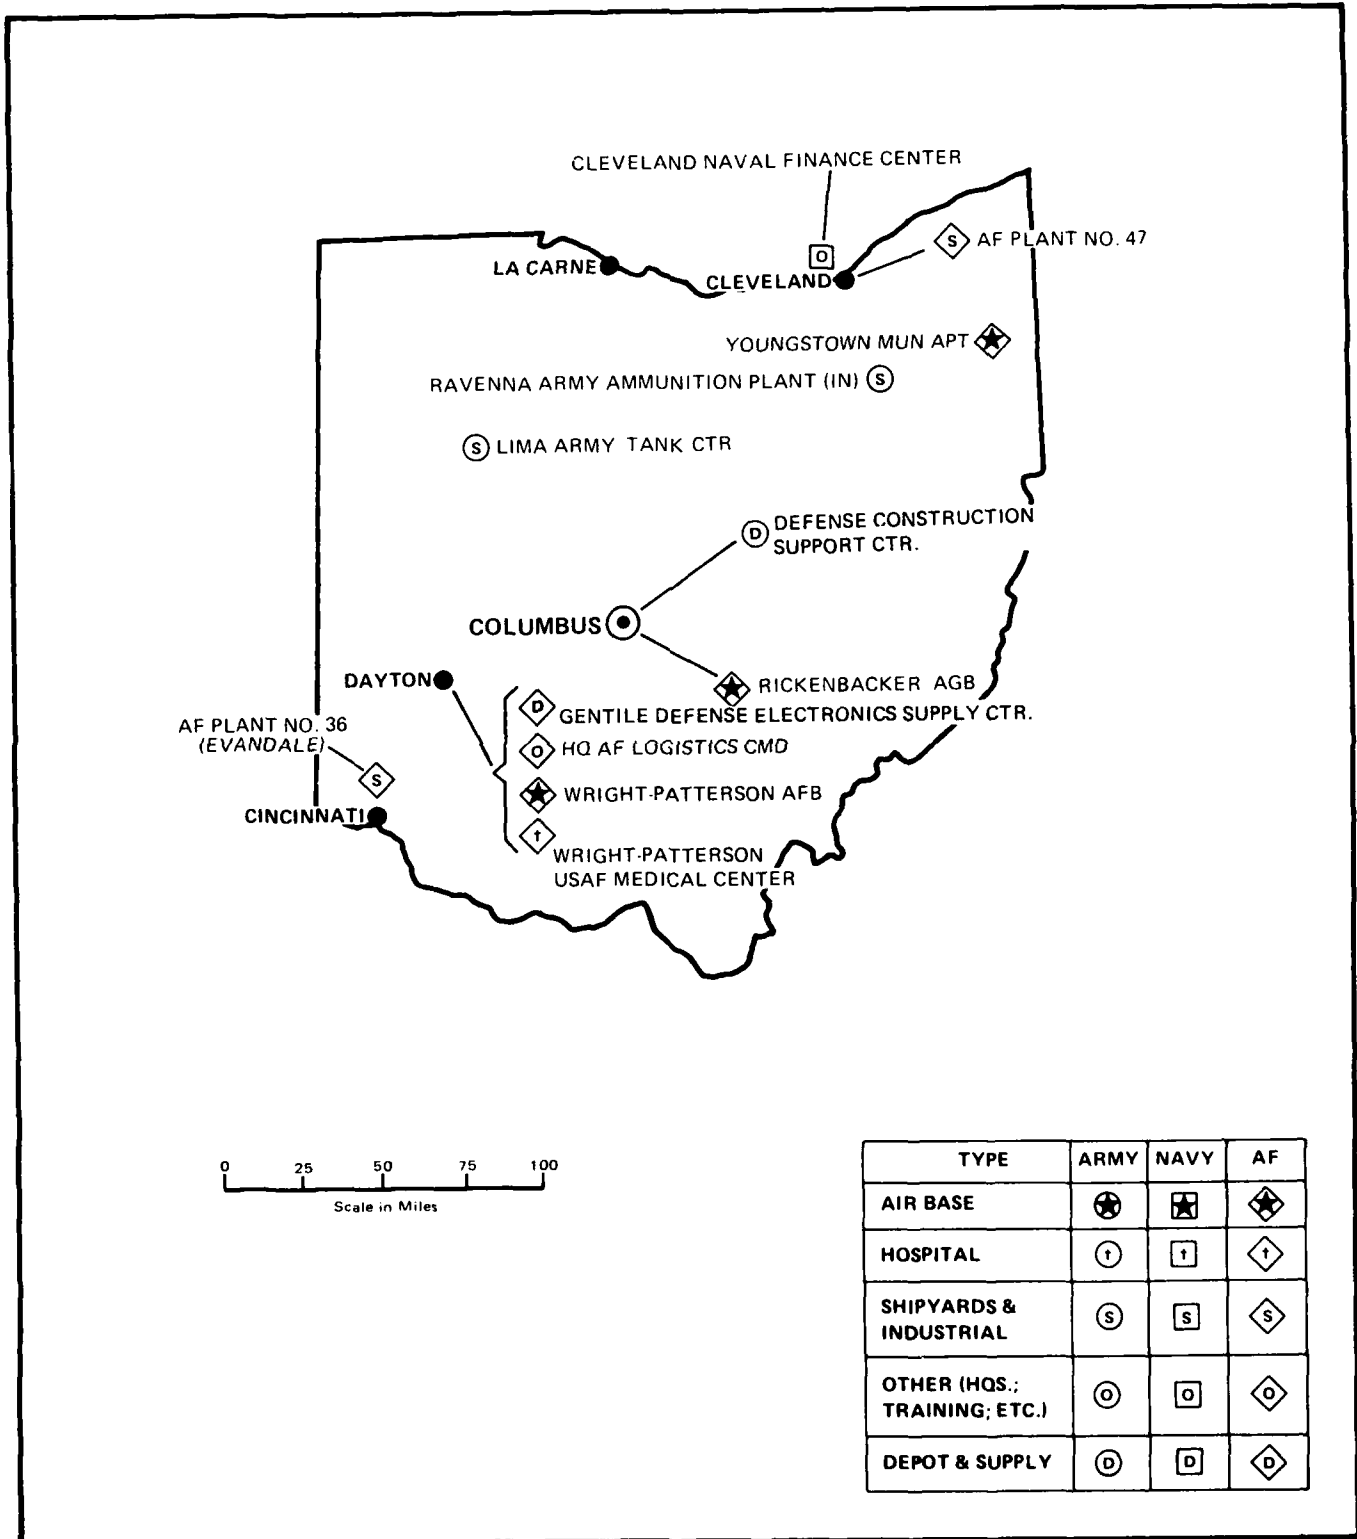 CLEVELAND NAVAL FINANCE CENTER
O
S AF PLANT NO. 47
LA CARNE
CLEVELAND
YOUNGSTOWN MUN APT
RAVENNA ARMY AMMUNITION PLANT (IN) S
S LIMA ARMY TANK CTR
D DEFENSE CONSTRUCTION
SUPPORT CTR.
COLUMBUS
DAYTON
RICKENBACKER AGB
D GENTILE DEFENSE ELECTRONICS SUPPLY CTR.
AF PLANT NO. 36
(EVANDALE)
S
O HQ AF LOGISTICS CMD
WRIGHT-PATTERSON AFB
CINCINNATI
† WRIGHT-PATTERSON
USAF MEDICAL CENTER
0 25 50 75 100
Scale in Miles
TYPE ARMY NAVY AF
AIR BASE
HOSPITAL † † †
SHIPYARDS &
INDUSTRIAL S S S
OTHER (HQS.;
TRAINING; ETC.) O O O
DEPOT & SUPPLY D D D